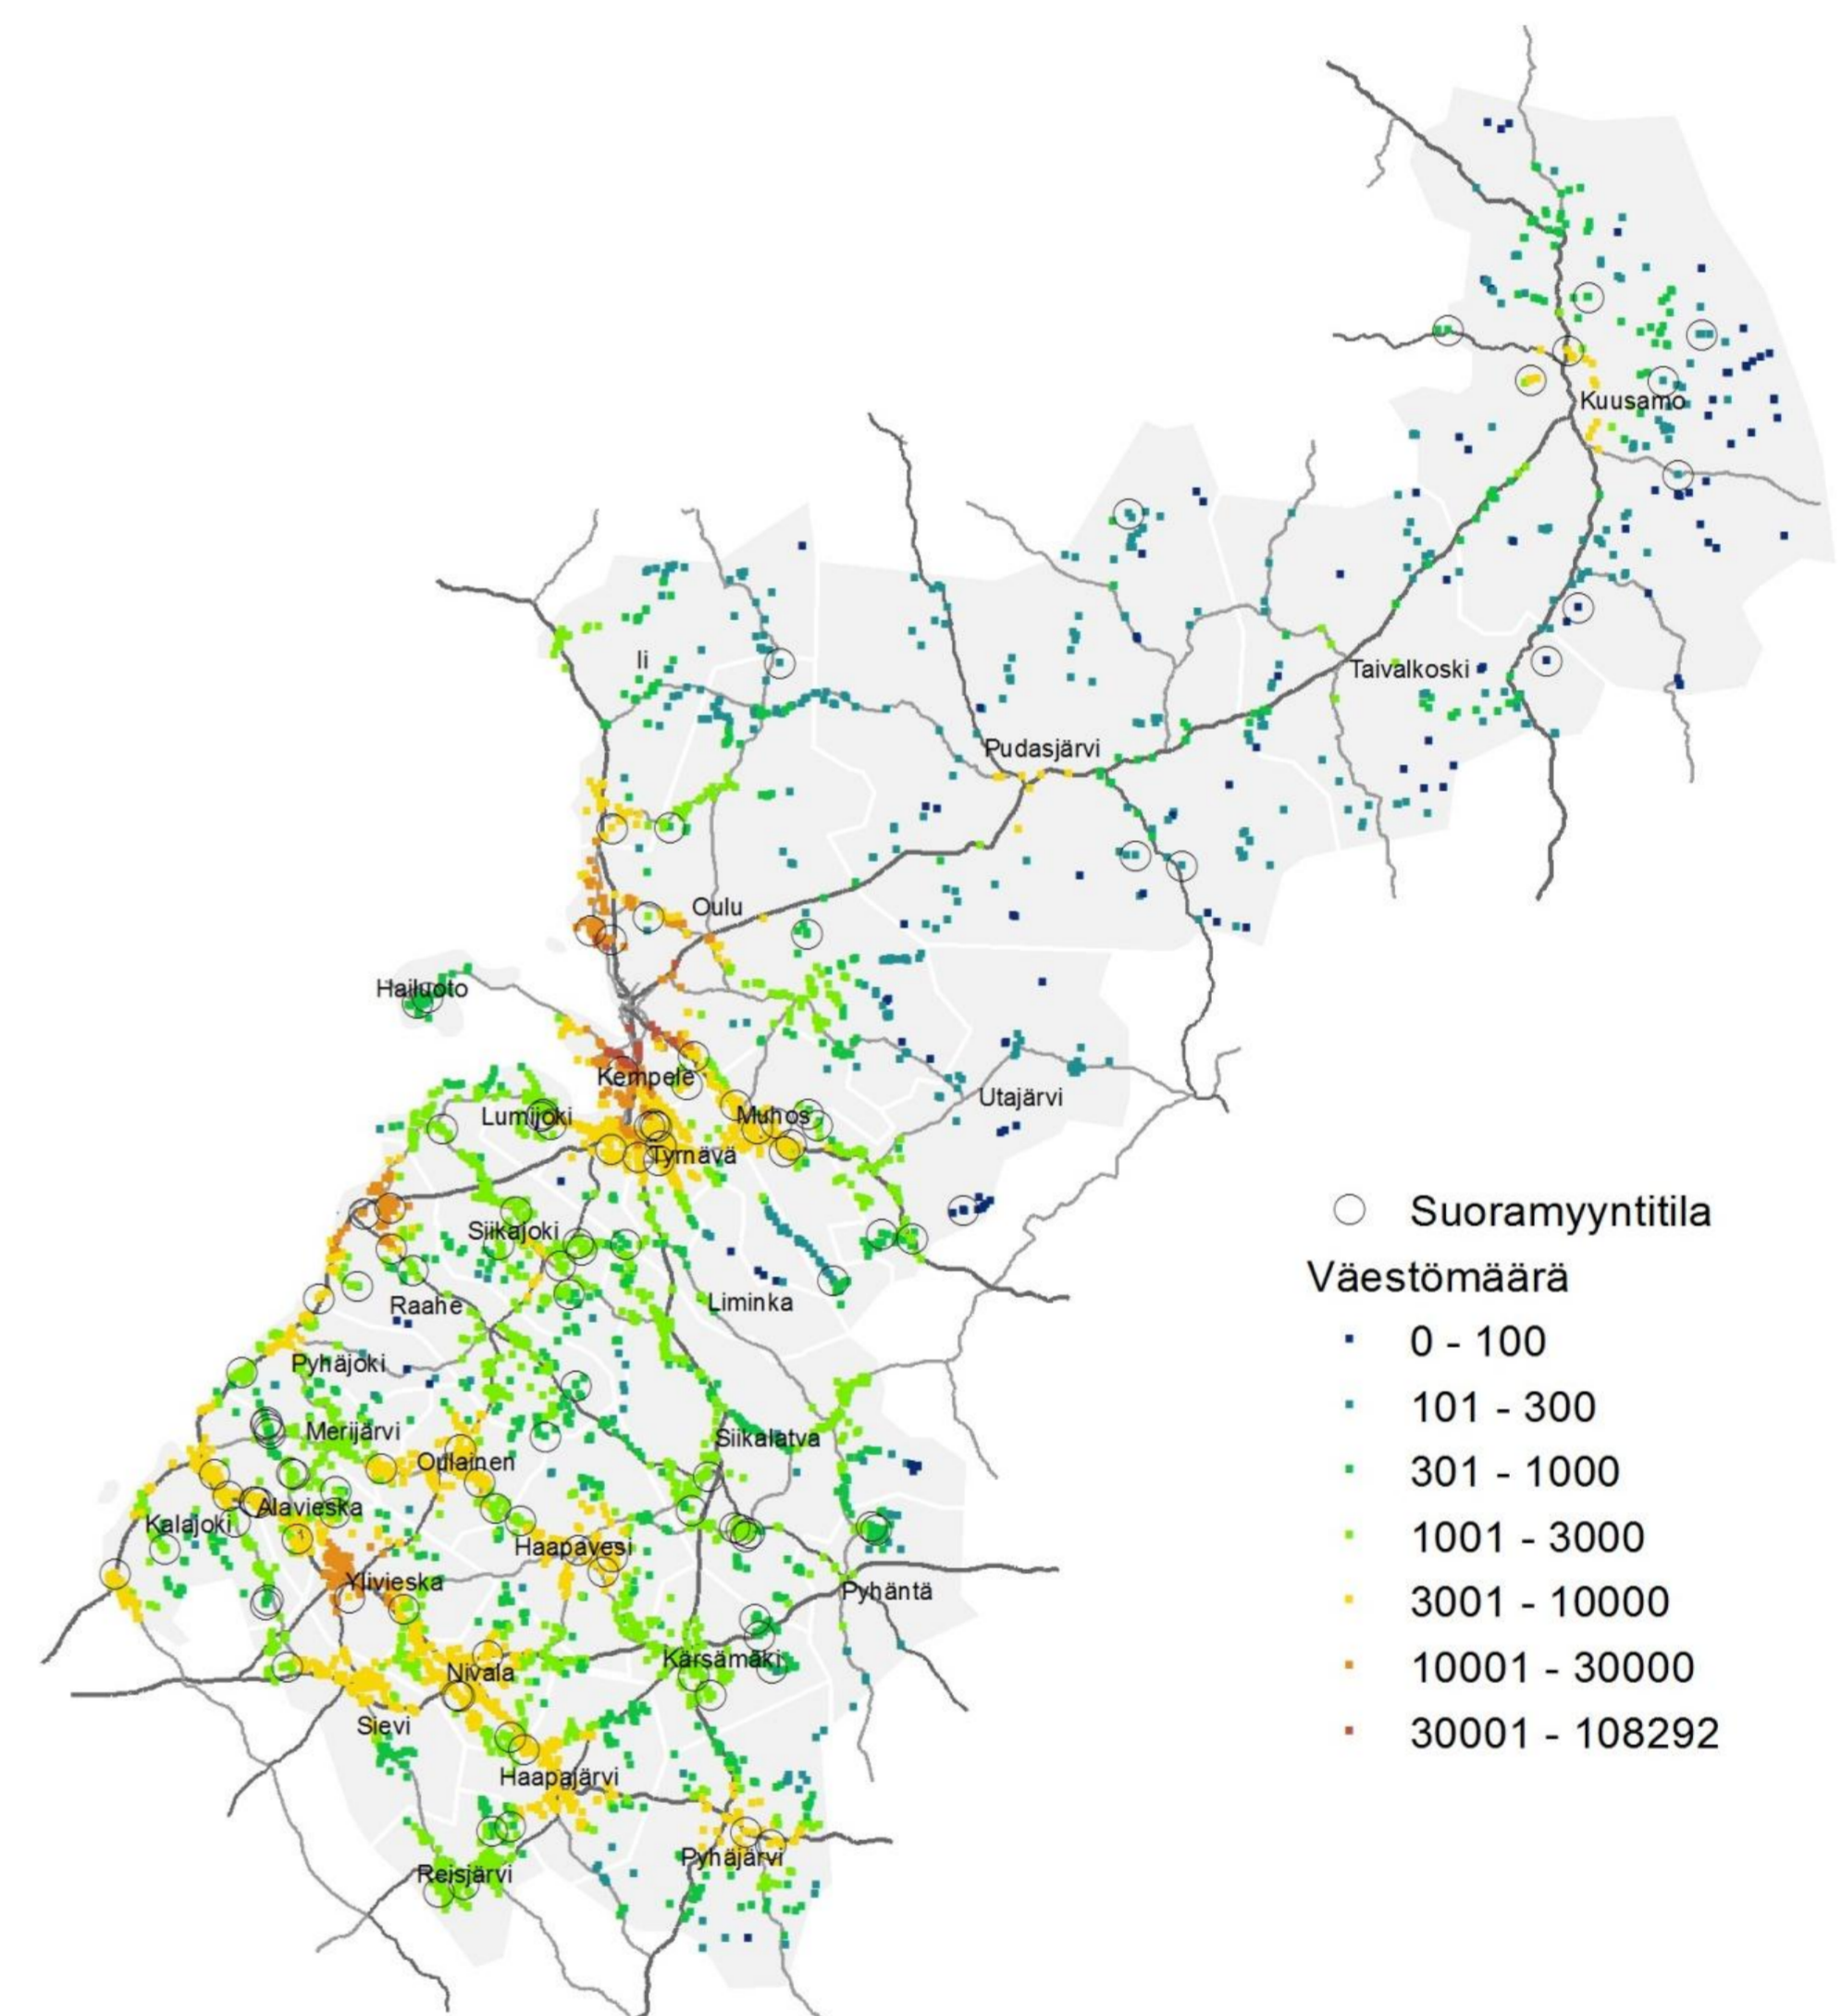 Kuusamo
Ii
Taivalkoski
Pudasjärvi
Oulu
Hailuoto
Kempele
Utajärvi
Lumijoki
Muhos
Tyrnävä
Siikajoki
Raahe
Liminka
Pyhäjoki
Merijärvi
Siikalatva
Oulainen
Alavieska
Kalajoki
Haapavesi
Ylivieska
Pyhäntä
Kärsämäki
Nivala
Sievi
Haapajärvi
Pyhäjärvi
Reisjärvi
Suoramyyntitila
Väestömäärä
0 - 100
101 - 300
301 - 1000
1001 - 3000
3001 - 10000
10001 - 30000
30001 - 108292